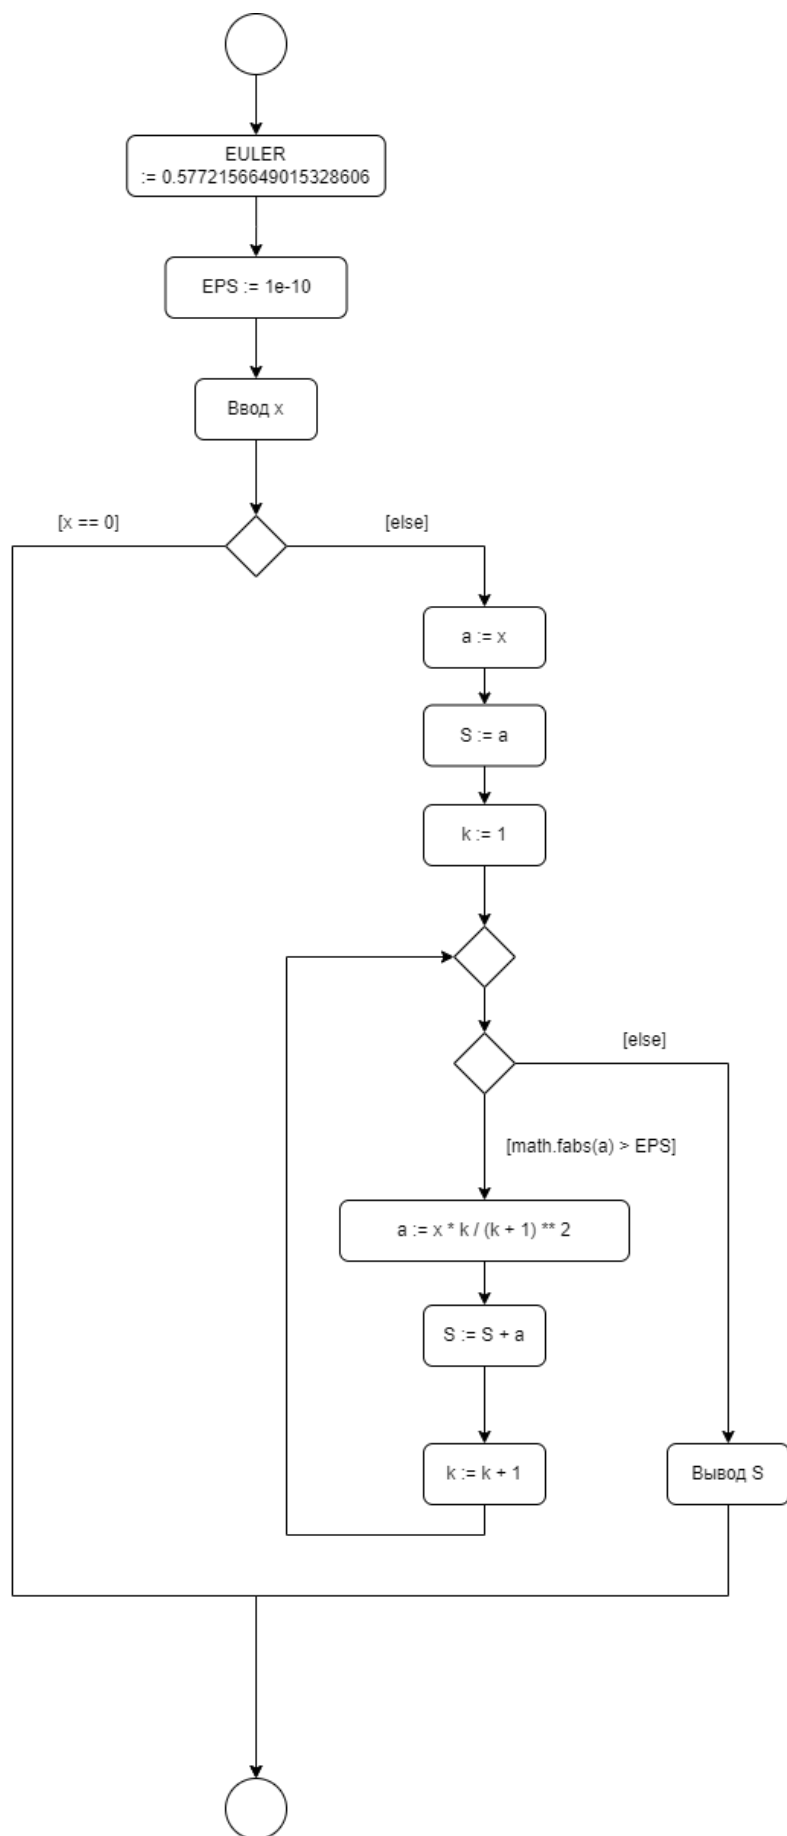 EULER
:= 0.5772156649015328606
EPS := 1e-10
Ввод x
[x == 0]
[else]
a := x
S := a
k := 1
[else]
[math.fabs(a) > EPS]
a := x * k / (k + 1) ** 2
S := S + a
k := k + 1
Вывод S